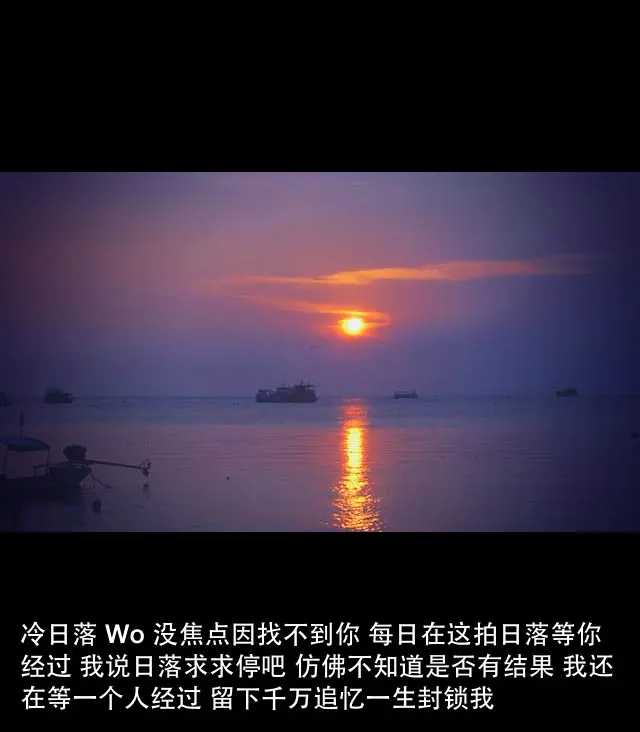 冷日落 Wo 没焦点因找不到你 每日在这拍日落等你
经过 我说日落求求停吧 仿佛不知道是否有结果 我还
在等一个人经过 留下千万追忆一生封锁我